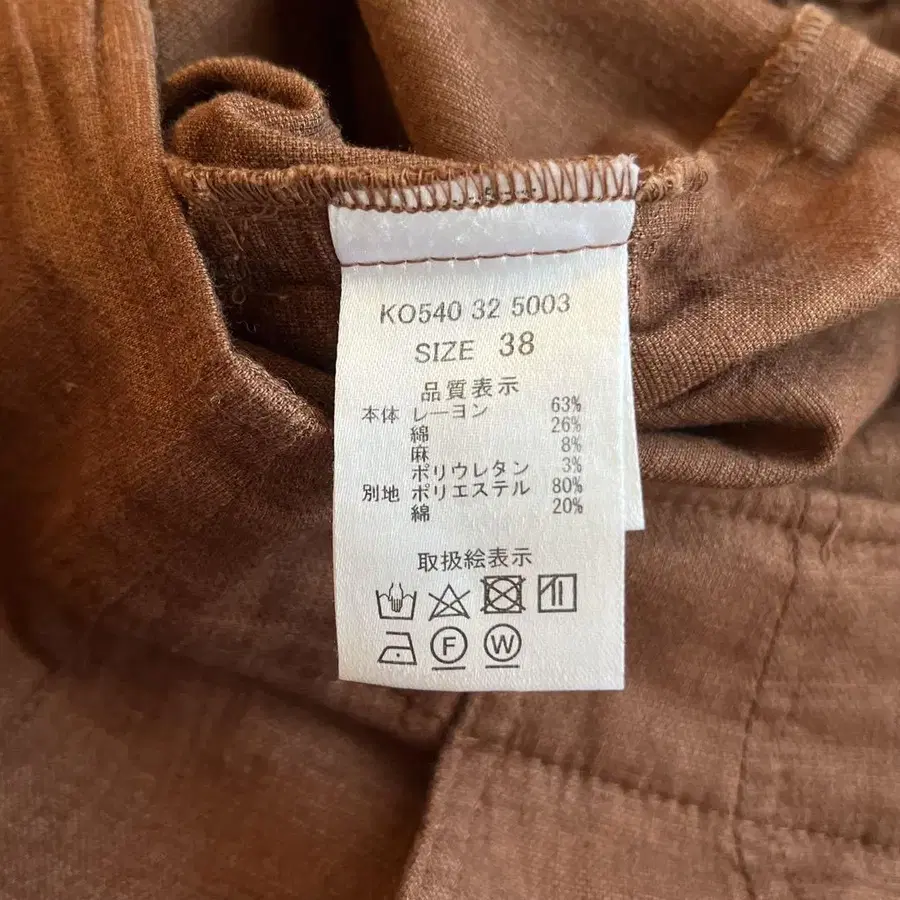 KO540 32 5003
SIZE 38
品質表示
本体 レーヨン 63%
綿 26%
麻 8%
ポリウレタン 3%
別地 ポリエステル 80%
綿 20%
取扱絵表示
F W